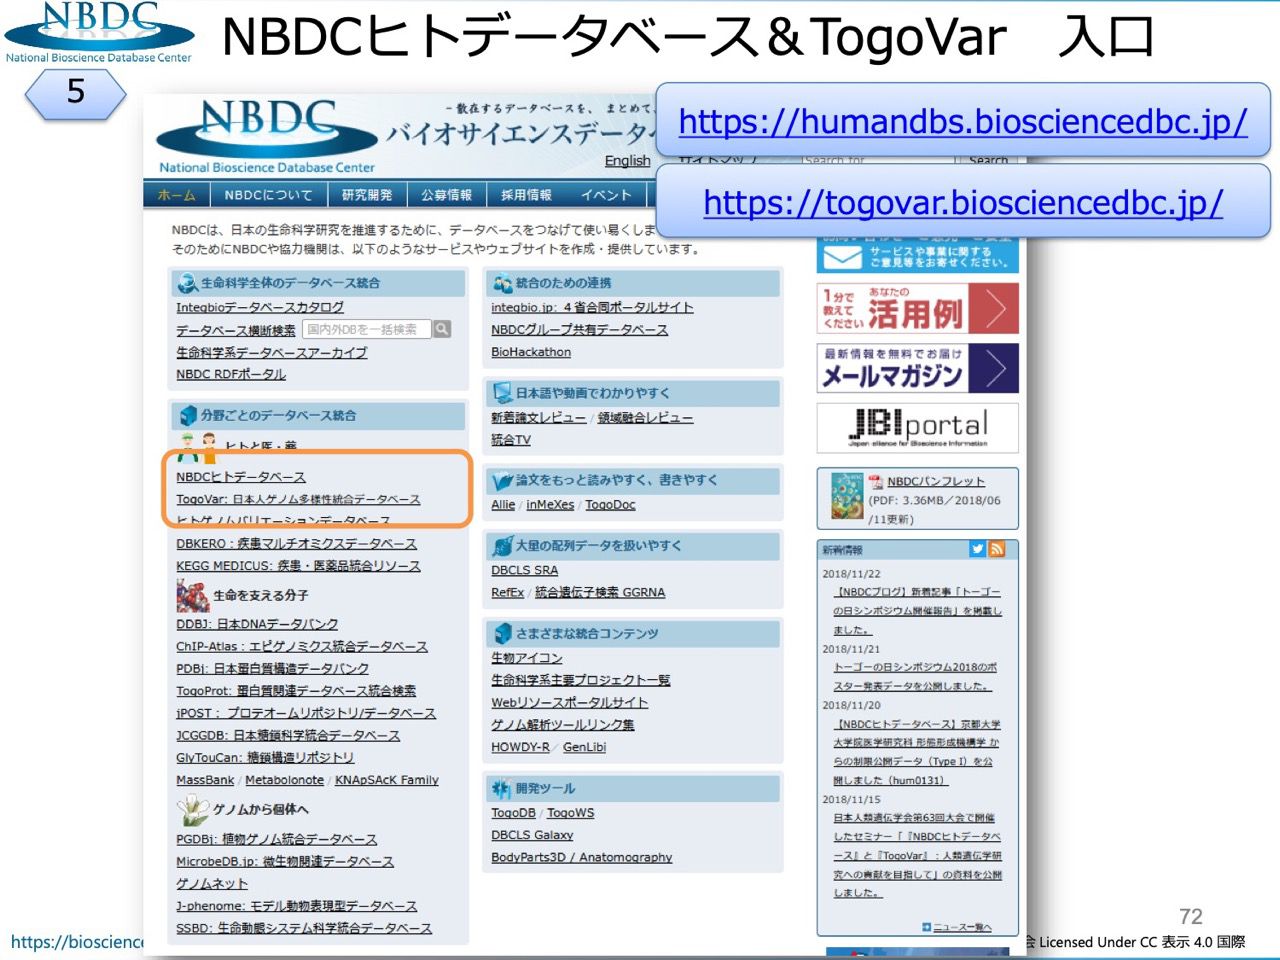 NBDC
National Bioscience Database Center
NBDCヒトデータベース＆TogoVar　入口
5
NBDC
National Bioscience Database Center
－散在するデータベースを、まとめて、
バイオサイエンスデータベ
English
サイトマップ
Search for
Search
https://humandbs.biosciencedbc.jp/
https://togovar.biosciencedbc.jp/
ホーム
NBDCについて
研究開発
公募情報
採用情報
イベント
NBDCは、日本の生命科学研究を推進するために、データベースをつなげて使い易くしま
そのためにNBDCや協力機関は、以下のようなサービスやウェブサイトを作成・提供しています。
生命科学全体のデータベース統合
Integbioデータベースカタログ
データベース横断検索 国内外DBを一括検索
生命科学系データベースアーカイブ
NBDC RDFポータル
分野ごとのデータベース統合
ヒトと医・薬
NBDCヒトデータベース
TogoVar: 日本人ゲノム多様性統合データベース
ヒトゲノムバリエーションデータベース
DBKERO：疾患マルチオミクスデータベース
KEGG MEDICUS: 疾患・医薬品統合リソース
生命を支える分子
DDBJ: 日本DNAデータバンク
ChIP-Atlas：エピゲノミクス統合データベース
PDBj: 日本蛋白質構造データバンク
TogoProt: 蛋白質関連データベース統合検索
jPOST： プロテオームリポジトリ/データベース
JCGGDB: 日本糖鎖科学統合データベース
GlyTouCan: 糖鎖構造リポジトリ
MassBank / Metabolonote / KNApSAcK Family
ゲノムから個体へ
PGDBj: 植物ゲノム統合データベース
MicrobeDB.jp: 微生物関連データベース
ゲノムネット
J-phenome: モデル動物表現型データベース
SSBD: 生命動態システム科学統合データベース
統合のための連携
integbio.jp: ４省合同ポータルサイト
NBDCグループ共有データベース
BioHackathon
日本語や動画でわかりやすく
新着論文レビュー / 領域融合レビュー
統合TV
論文をもっと読みやすく、書きやすく
Allie / inMeXes / TogoDoc
大量の配列データを扱いやすく
DBCLS SRA
RefEx / 統合遺伝子検索 GGRNA
さまざまな統合コンテンツ
生物アイコン
生命科学系主要プロジェクト一覧
Webリソースポータルサイト
ゲノム解析ツールリンク集
HOWDY-R / GenLibi
開発ツール
TogoDB / TogoWS
DBCLS Galaxy
BodyParts3D / Anatomography
サービスや事業に関する
ご意見等をお寄せください。
1分で
教えて
ください
あなたの
活用例
最新情報を無料でお届け
メールマガジン
JBIportal
Japan alliance for Bioscience Information
NBDCパンフレット
(PDF: 3.36MB／2018/06
/11更新)
新着情報
2018/11/22
【NBDCブログ】新着記事「トーゴー
の日シンポジウム開催報告」を掲載し
ました。
2018/11/21
トーゴーの日シンポジウム2018のポ
スター発表データを公開しました。
2018/11/20
【NBDCヒトデータベース】京都大学
大学院医学研究科 形態形成機構学 か
らの制限公開データ（Type I）を公
開しました（hum0131）
2018/11/15
日本人類遺伝学会第63回大会で開催
したセミナー「『NBDCヒトデータベ
ース』と『TogoVar』：人類遺伝学研
究への貢献を目指して」の資料を公開
しました。
ニュース一覧へ
72
https://bioscience
会 Licensed Under CC 表示 4.0 国際